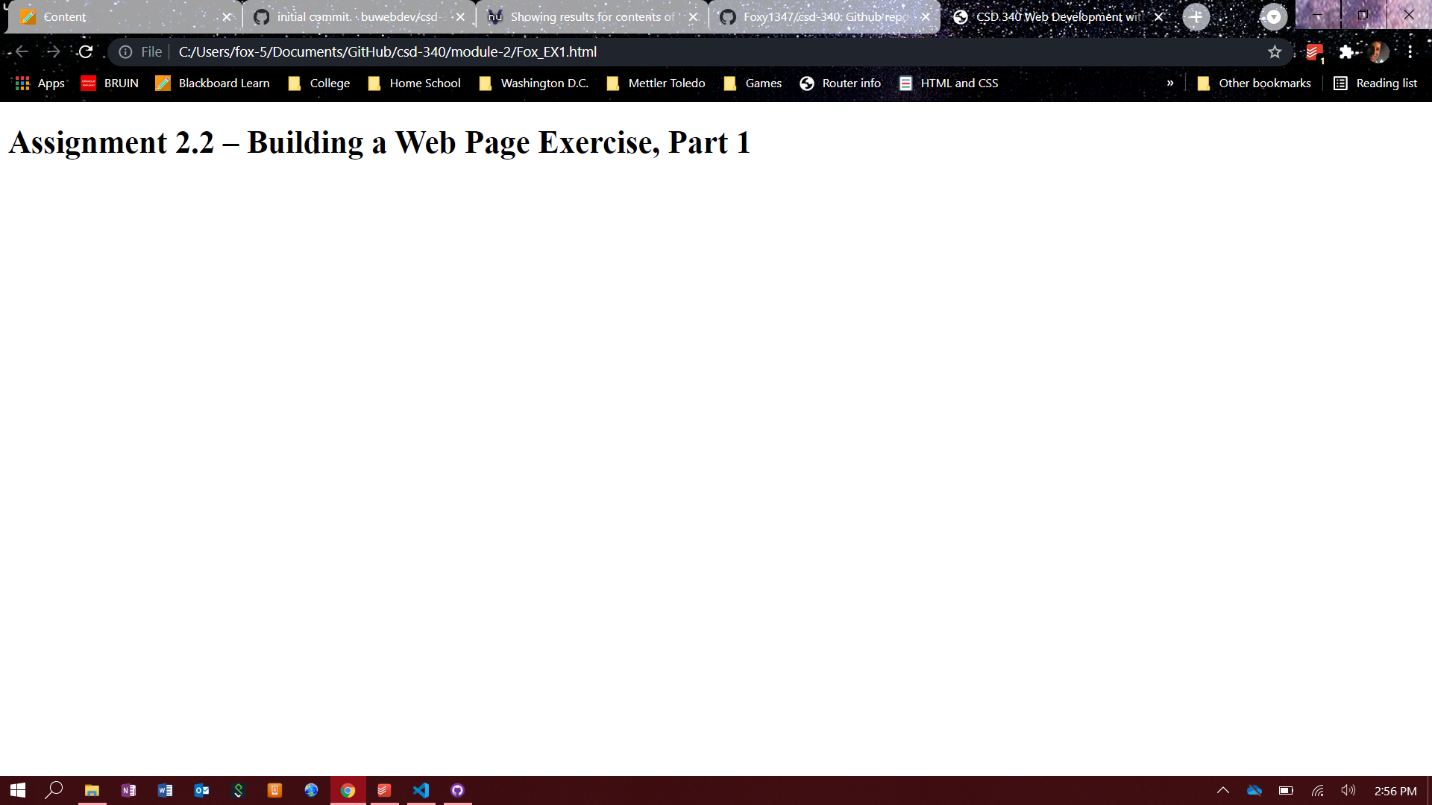 Content
initial commit. · buwebdev/csd-
nu Showing results for contents of
Foxy1347/csd-340: Github repo
CSD 340 Web Development wit
File C:/Users/fox-5/Documents/GitHub/csd-340/module-2/Fox_EX1.html
1
Apps BRUIN Blackboard Learn College Home School Washington D.C. Mettler Toledo Games Router info HTML and CSS » Other bookmarks Reading list
Assignment 2.2 – Building a Web Page Exercise, Part 1
2:56 PM